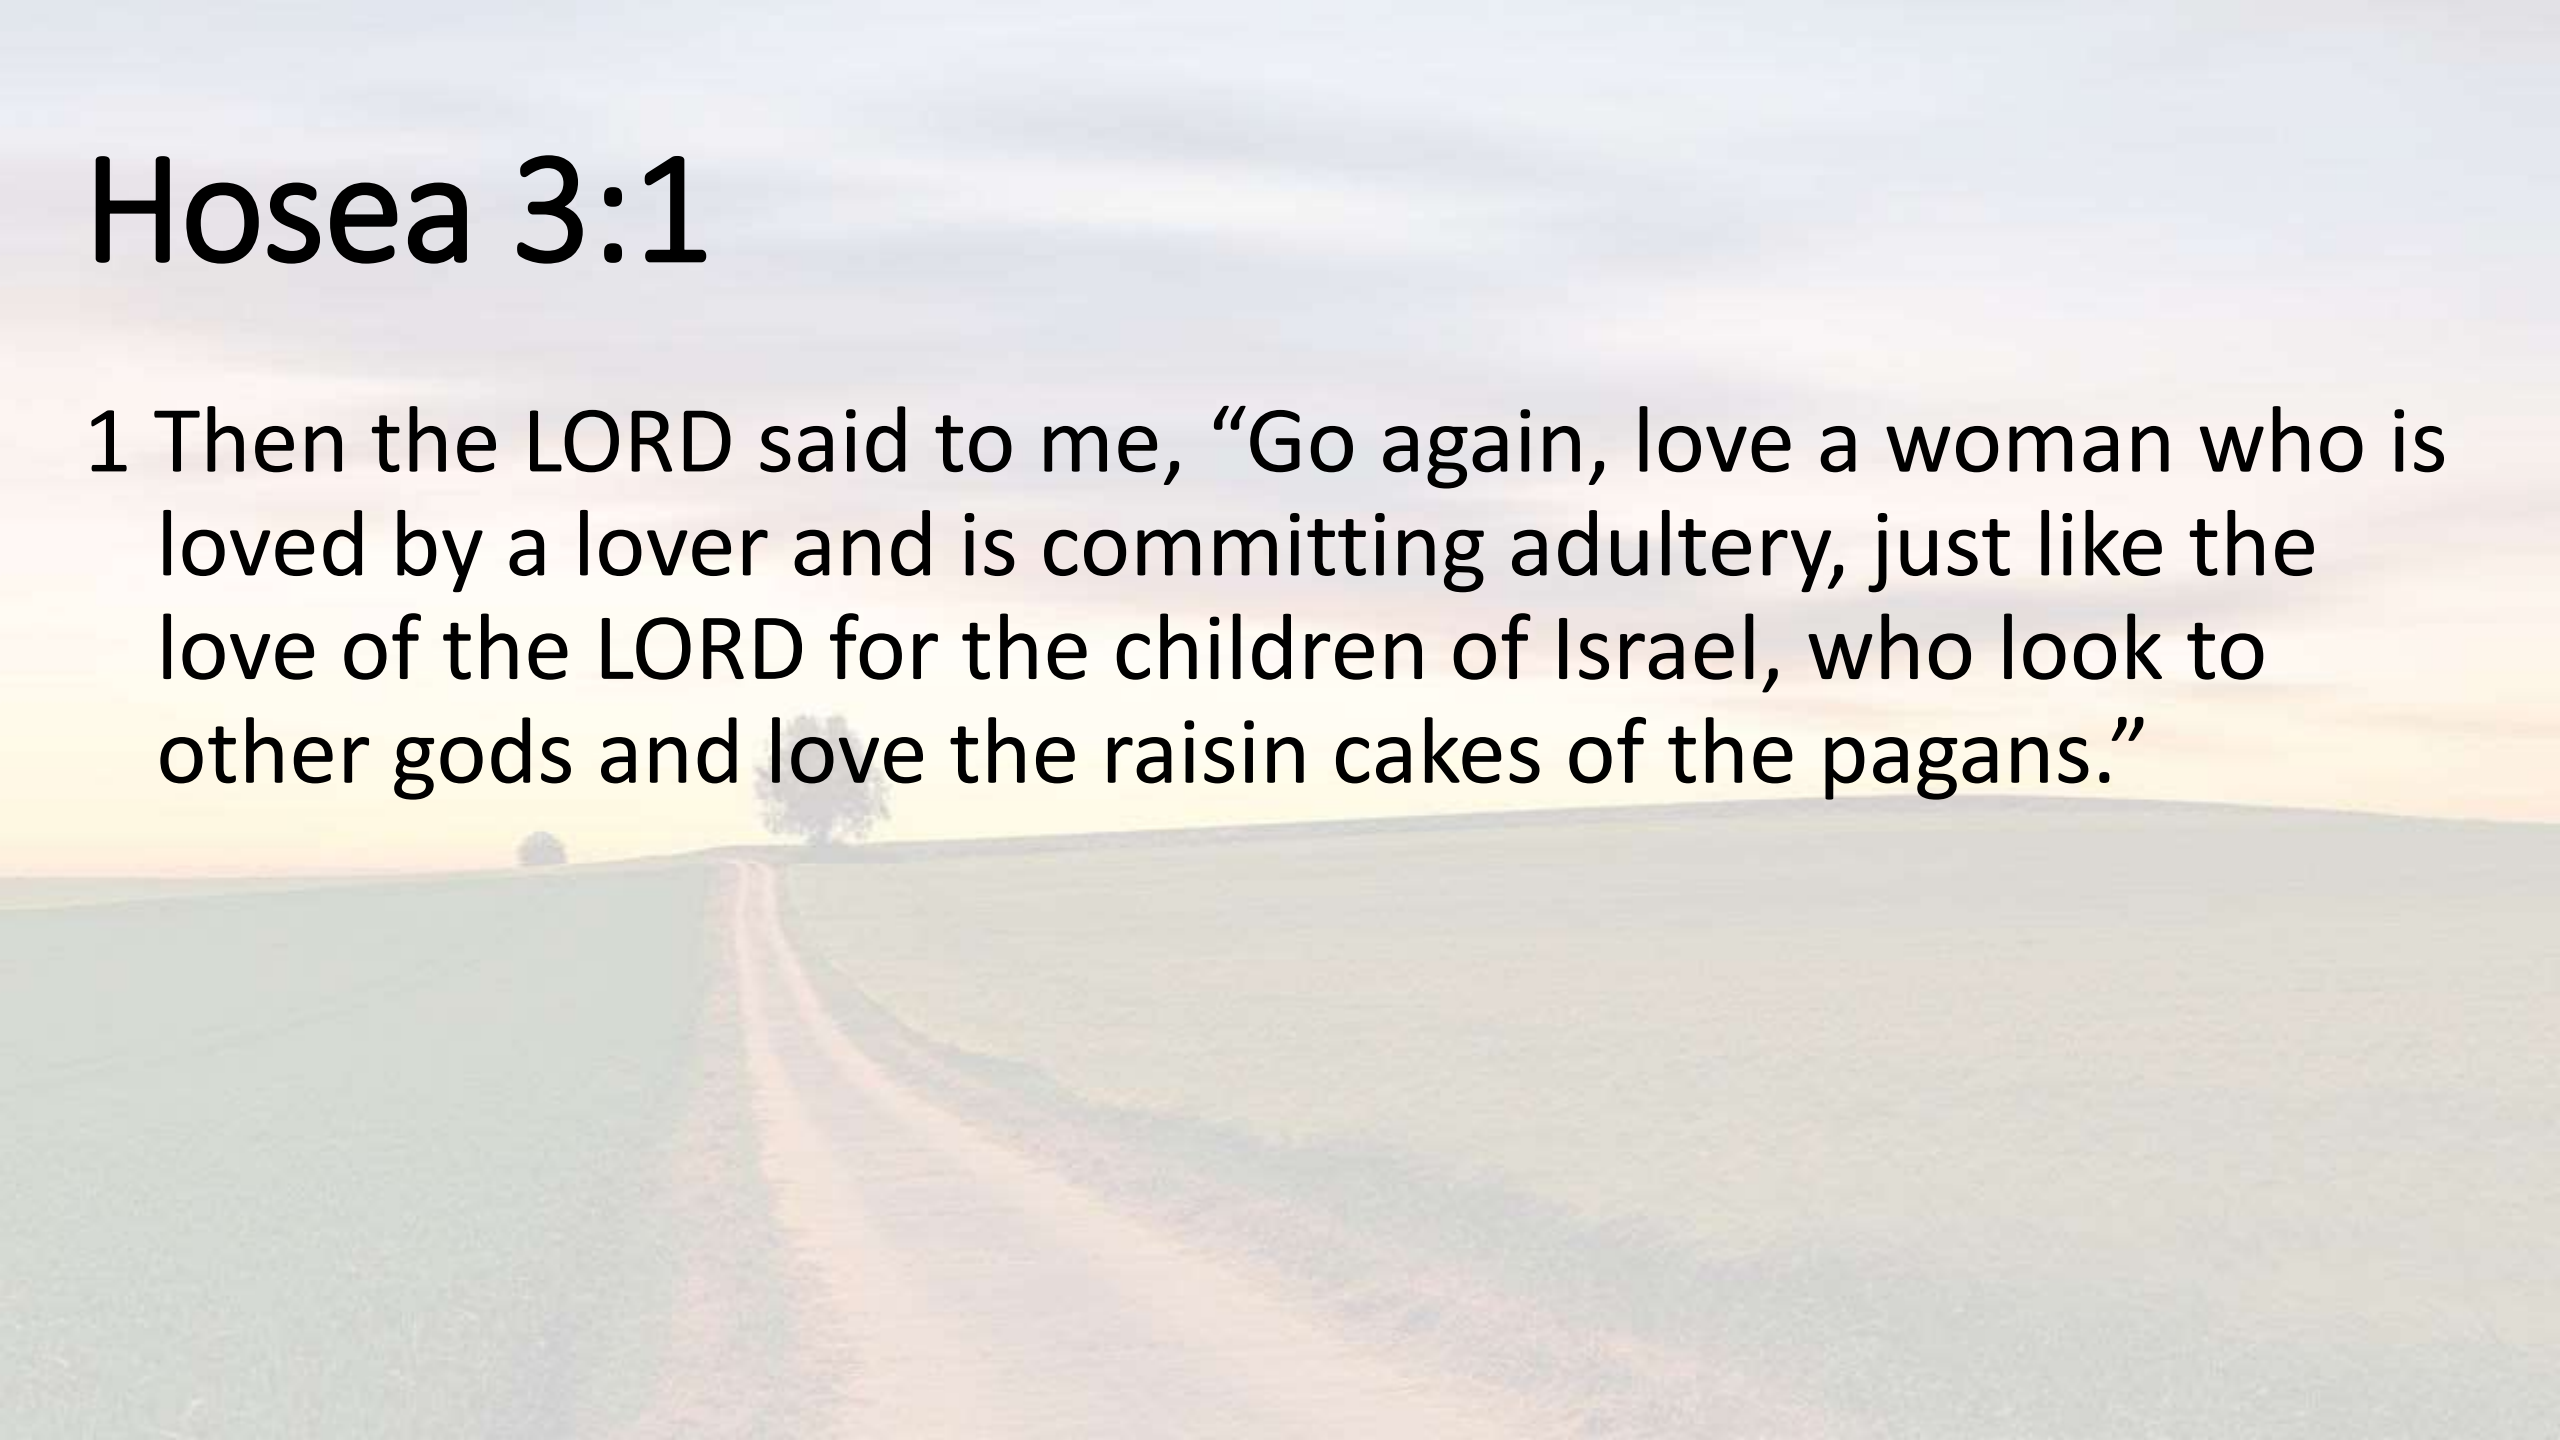 Hosea 3:1
1 Then the LORD said to me, “Go again, love a woman who is
loved by a lover and is committing adultery, just like the
love of the LORD for the children of Israel, who look to
other gods and love the raisin cakes of the pagans.”